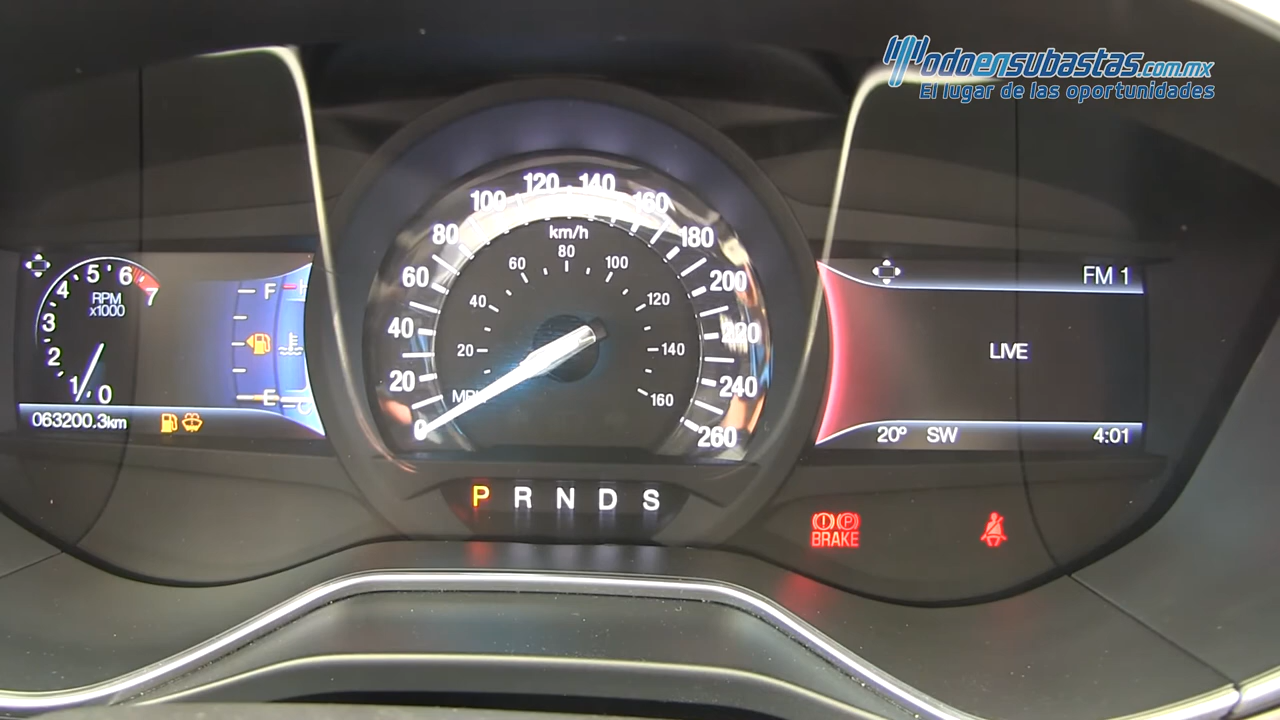 Todoensubastas.com.mx
El lugar de las oportunidades
0 1 2 3 4 5 6 7
RPM
x1000
F
H
E
C
063200.3km
0 20 40 60 80 100 120 140 160 180 200 220 240 260
km/h
20 40 60 80 100 120 140 160
MPH
P R N D S
FM 1
LIVE
20° SW 4:01
BRAKE